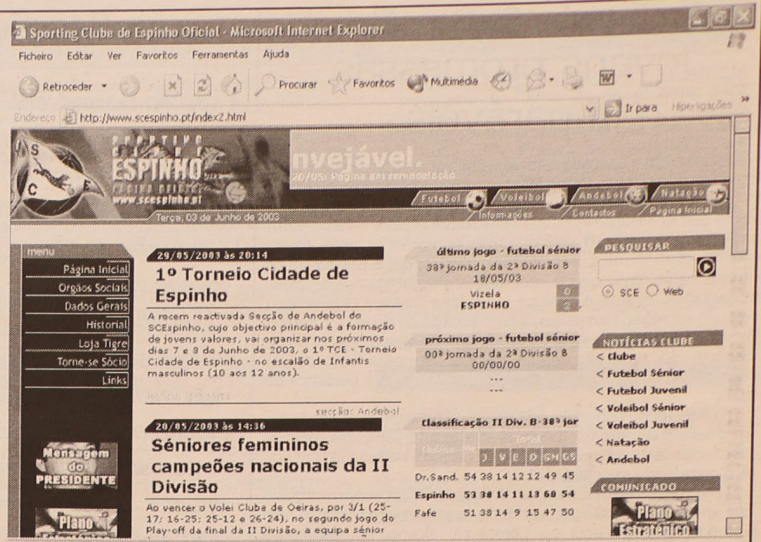 Sporting Clube de Espinho Oficial - Microsoft Internet Explorer
Ficheiro Editar Ver Favoritos Ferramentas Ajuda
Retroceder Procurar Favoritos Multimédia
Endereço http://www.scespinho.pt/index2.html Ir para Hiperligações »
S C E
ESPINHO
PÁGINA OFICIAL
www.scespinho.pt
nvejável.
20/05: Página em remodelação
Futebol Voleibol Andebol Natação
Terça, 03 de Junho de 2003
Informações Contactos Página Inicial
menu
Página Inicial
Orgãos Sociais
Dados Gerais
Historial
Loja Tigre
Torne-se Sócio
Links
Mensagem
do
PRESIDENTE
Plano
Estratégico
29/05/2003 às 20:14
1º Torneio Cidade de
Espinho
A recem reactivada Secção de Andebol do
SCEspinho, cujo objectivo principal é a formação
de jovens valores, vai organizar nos próximos
dias 7 e 8 de Junho de 2003, o 1º TCE - Torneio
Cidade de Espinho - no escalão de Infantis
masculinos (10 aos 12 anos).
secção: Andebol
20/05/2003 às 14:36
Séniores femininos
campeões nacionais da II
Divisão
Ao vencer o Volei Clube de Oeiras, por 3/1 (25-
17; 16-25; 25-12 e 26-24), no segundo jogo do
Play-off da final da II Divisão, a equipa sénior
último jogo - futebol sénior
38ª jornada da 2ª Divisão B
18/05/03
Vizela 0
ESPINHO 2
próximo jogo - futebol sénior
00ª jornada da 2ª Divisão B
00/00/00
---
---
Classificação II Div. B-38ª jor
Total
J V E D GM GS
Dr.Sand. 54 38 14 12 12 49 45
Espinho 53 38 14 11 13 68 54
Fafe 51 38 14 9 15 47 50
PESQUISAR
SCE Web
NOTÍCIAS CLUBE
< Clube
< Futebol Sénior
< Futebol Juvenil
< Voleibol Sénior
< Voleibol Juvenil
< Natação
< Andebol
COMUNICADO
Plano
Estratégico